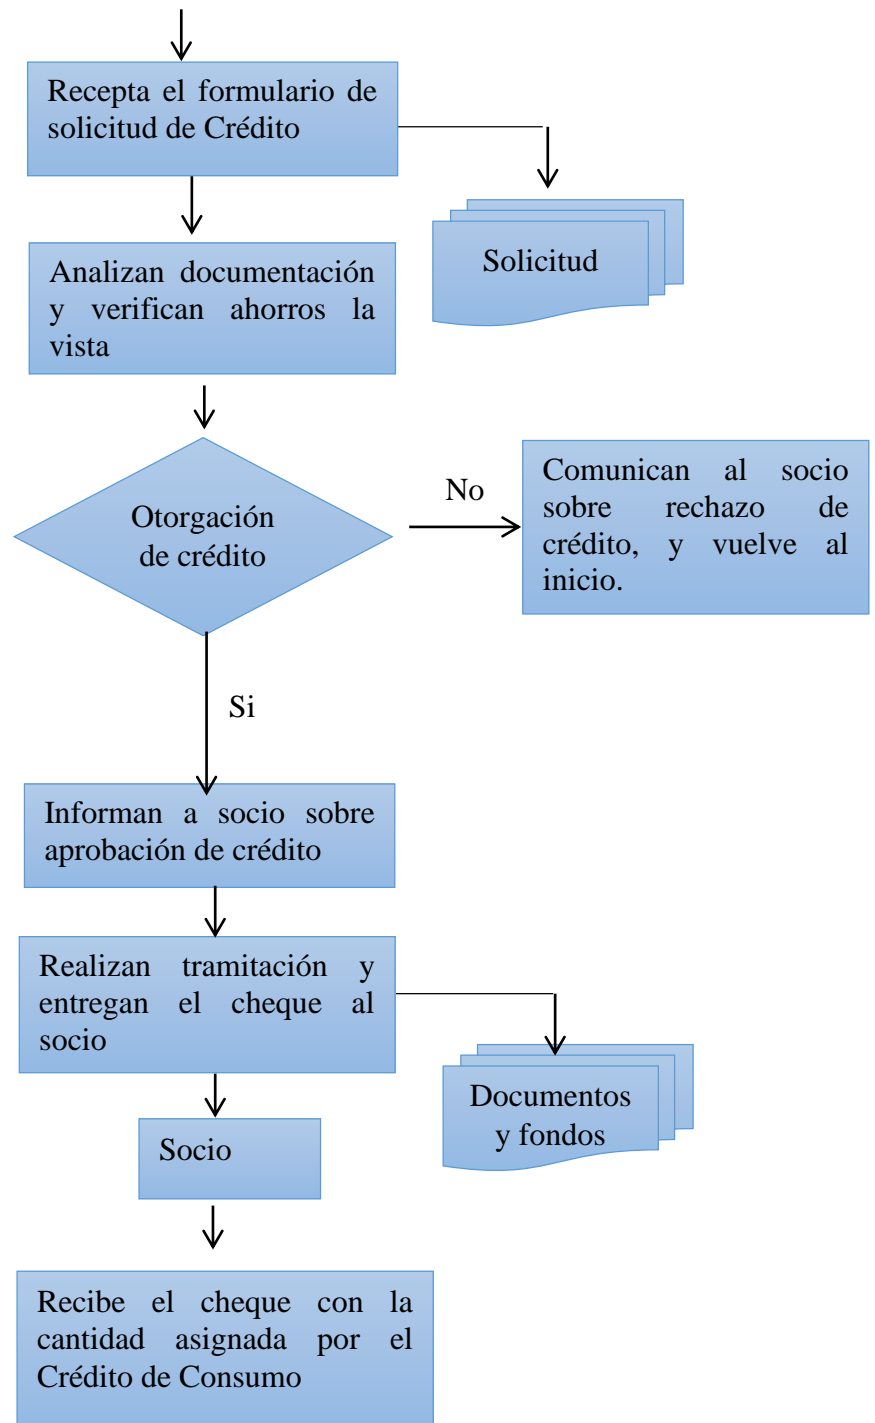 Recepta el formulario de
solicitud de Crédito
Solicitud
Analizan documentación
y verifican ahorros la
vista
Otorgación
de crédito
No
Comunican al socio
sobre rechazo de
crédito, y vuelve al
inicio.
Si
Informan a socio sobre
aprobación de crédito
Realizan tramitación y
entregan el cheque al
socio
Documentos
y fondos
Socio
Recibe el cheque con la
cantidad asignada por el
Crédito de Consumo